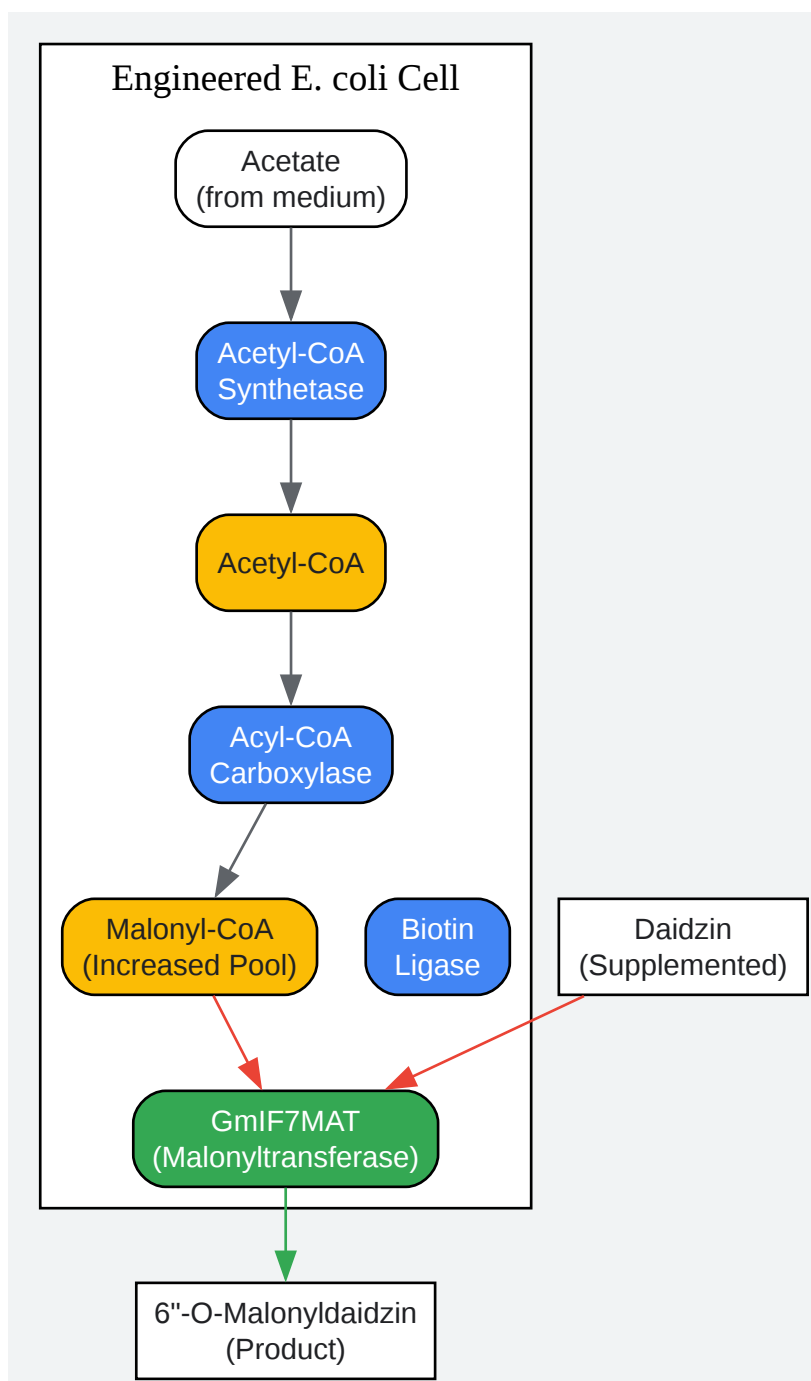 Engineered E. coli Cell
Acetate
(from medium)
Acetyl-CoA
Synthetase
Acetyl-CoA
Acyl-CoA
Carboxylase
Malonyl-CoA
(Increased Pool)
Biotin
Ligase
Daidzin
(Supplemented)
GmIF7MAT
(Malonyltransferase)
6"-O-Malonyldaidzin
(Product)